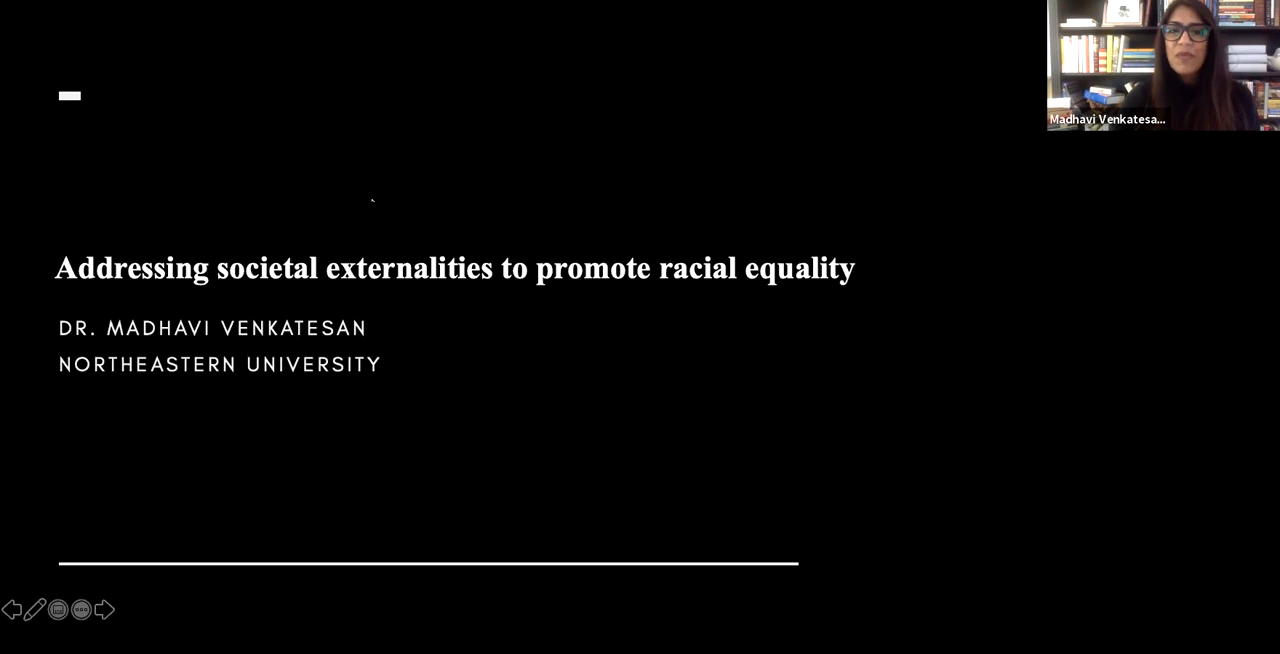 Madhavi Venkatesa...
Addressing societal externalities to promote racial equality
DR. MADHAVI VENKATESAN
NORTHEASTERN UNIVERSITY